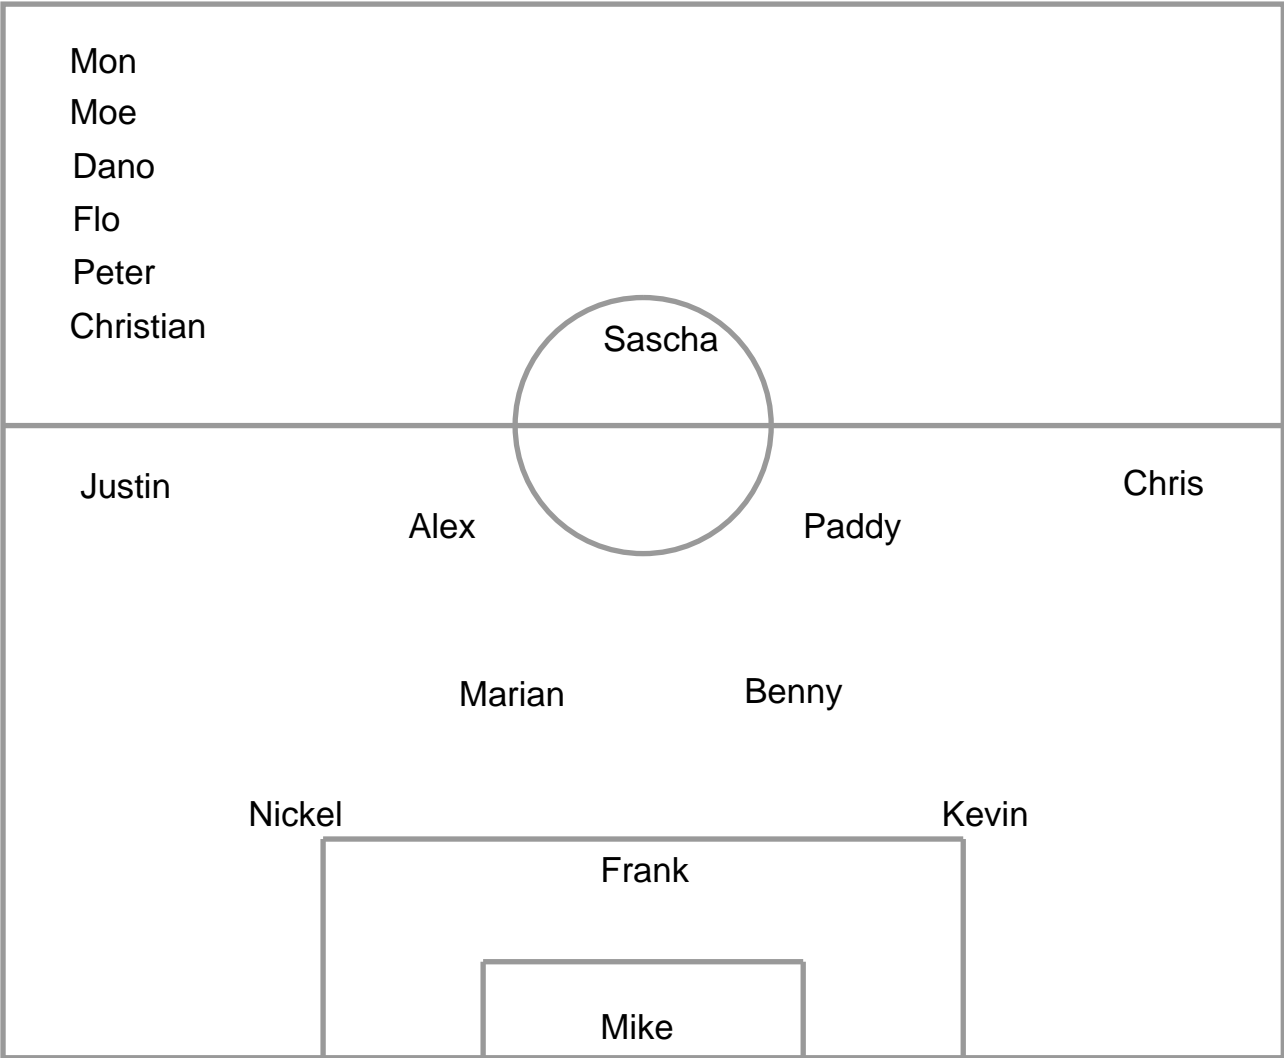 Mon
Moe
Dano
Flo
Peter
Christian
Sascha
Justin
Chris
Alex
Paddy
Marian
Benny
Nickel
Kevin
Frank
Mike